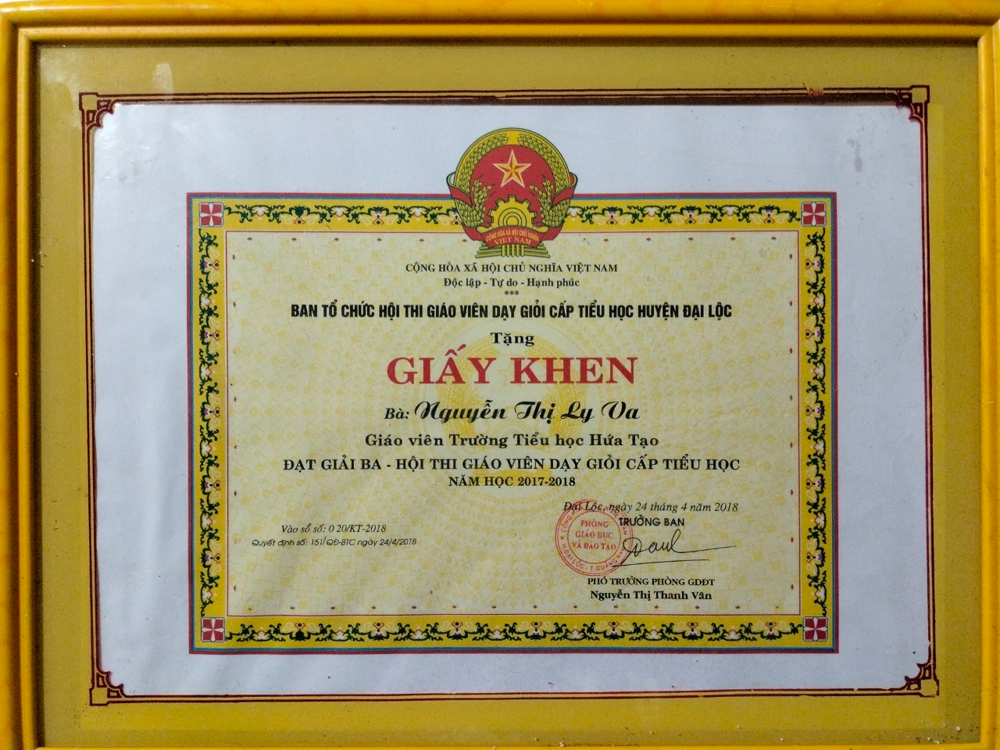 CỘNG HÒA XÃ HỘI CHỦ NGHĨA
VIỆT NAM
CỘNG HÒA XÃ HỘI CHỦ NGHĨA VIỆT NAM
Độc lập - Tự do - Hạnh phúc
***
BAN TỔ CHỨC HỘI THI GIÁO VIÊN DẠY GIỎI CẤP TIỂU HỌC HUYỆN ĐẠI LỘC
Tặng
GIẤY KHEN
Bà: Nguyễn Thị Ly Va
Giáo viên Trường Tiểu học Hứa Tạo
ĐẠT GIẢI BA - HỘI THI GIÁO VIÊN DẠY GIỎI CẤP TIỂU HỌC
NĂM HỌC 2017-2018
Đại Lộc, ngày 24 tháng 4 năm 2018
TRƯỞNG BAN
Vào sổ số: 020/KT-2018
Quyết định số: 151/QĐ-BTC ngày 24/4/2018
PHÒNG
GIÁO DỤC
VÀ ĐÀO TẠO
H.ĐẠI LỘC - T.QUẢNG NAM
PHÓ TRƯỞNG PHÒNG GDĐT
Nguyễn Thị Thanh Vân